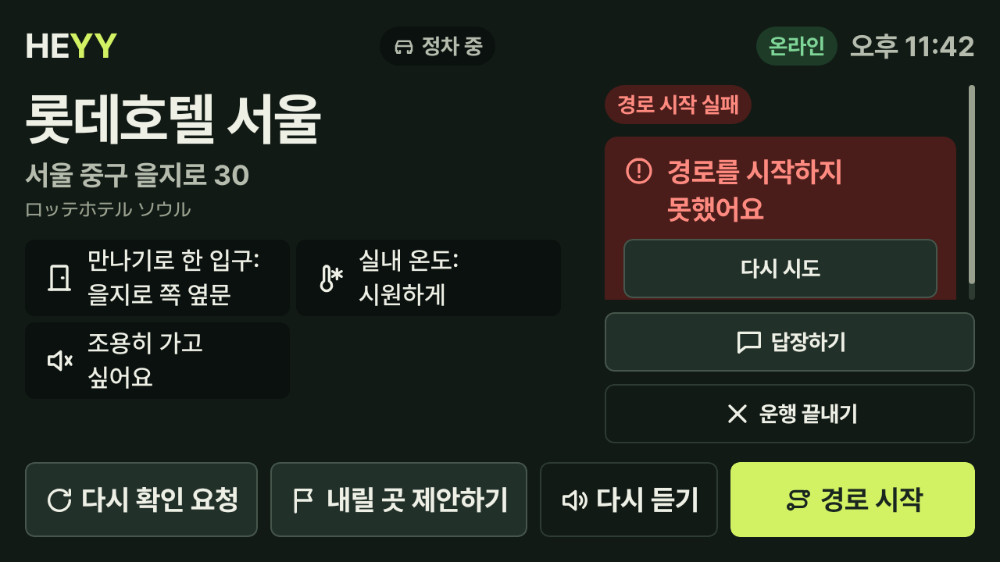 HEYY
정차 중
온라인
오후 11:42
롯데호텔 서울
서울 중구 을지로 30
ロッテホテル ソウル
만나기로 한 입구:
을지로 쪽 옆문
실내 온도:
시원하게
조용히 가고
싶어요
경로 시작 실패
경로를 시작하지
못했어요
다시 시도
답장하기
운행 끝내기
다시 확인 요청
내릴 곳 제안하기
다시 듣기
경로 시작